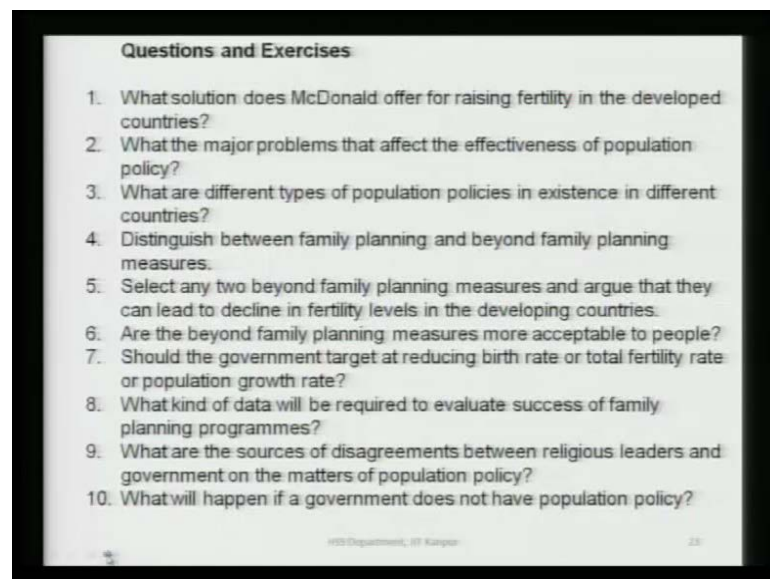 Questions and Exercises
1. What solution does McDonald offer for raising fertility in the developed
countries?
2. What the major problems that affect the effectiveness of population
policy?
3. What are different types of population policies in existence in different
countries?
4. Distinguish between family planning and beyond family planning
measures.
5. Select any two beyond family planning measures and argue that they
can lead to decline in fertility levels in the developing countries.
6. Are the beyond family planning measures more acceptable to people?
7. Should the government target at reducing birth rate or total fertility rate
or population growth rate?
8. What kind of data will be required to evaluate success of family
planning programmes?
9. What are the sources of disagreements between religious leaders and
government on the matters of population policy?
10. What will happen if a government does not have population policy?
HSS Department, IIT Kanpur 23